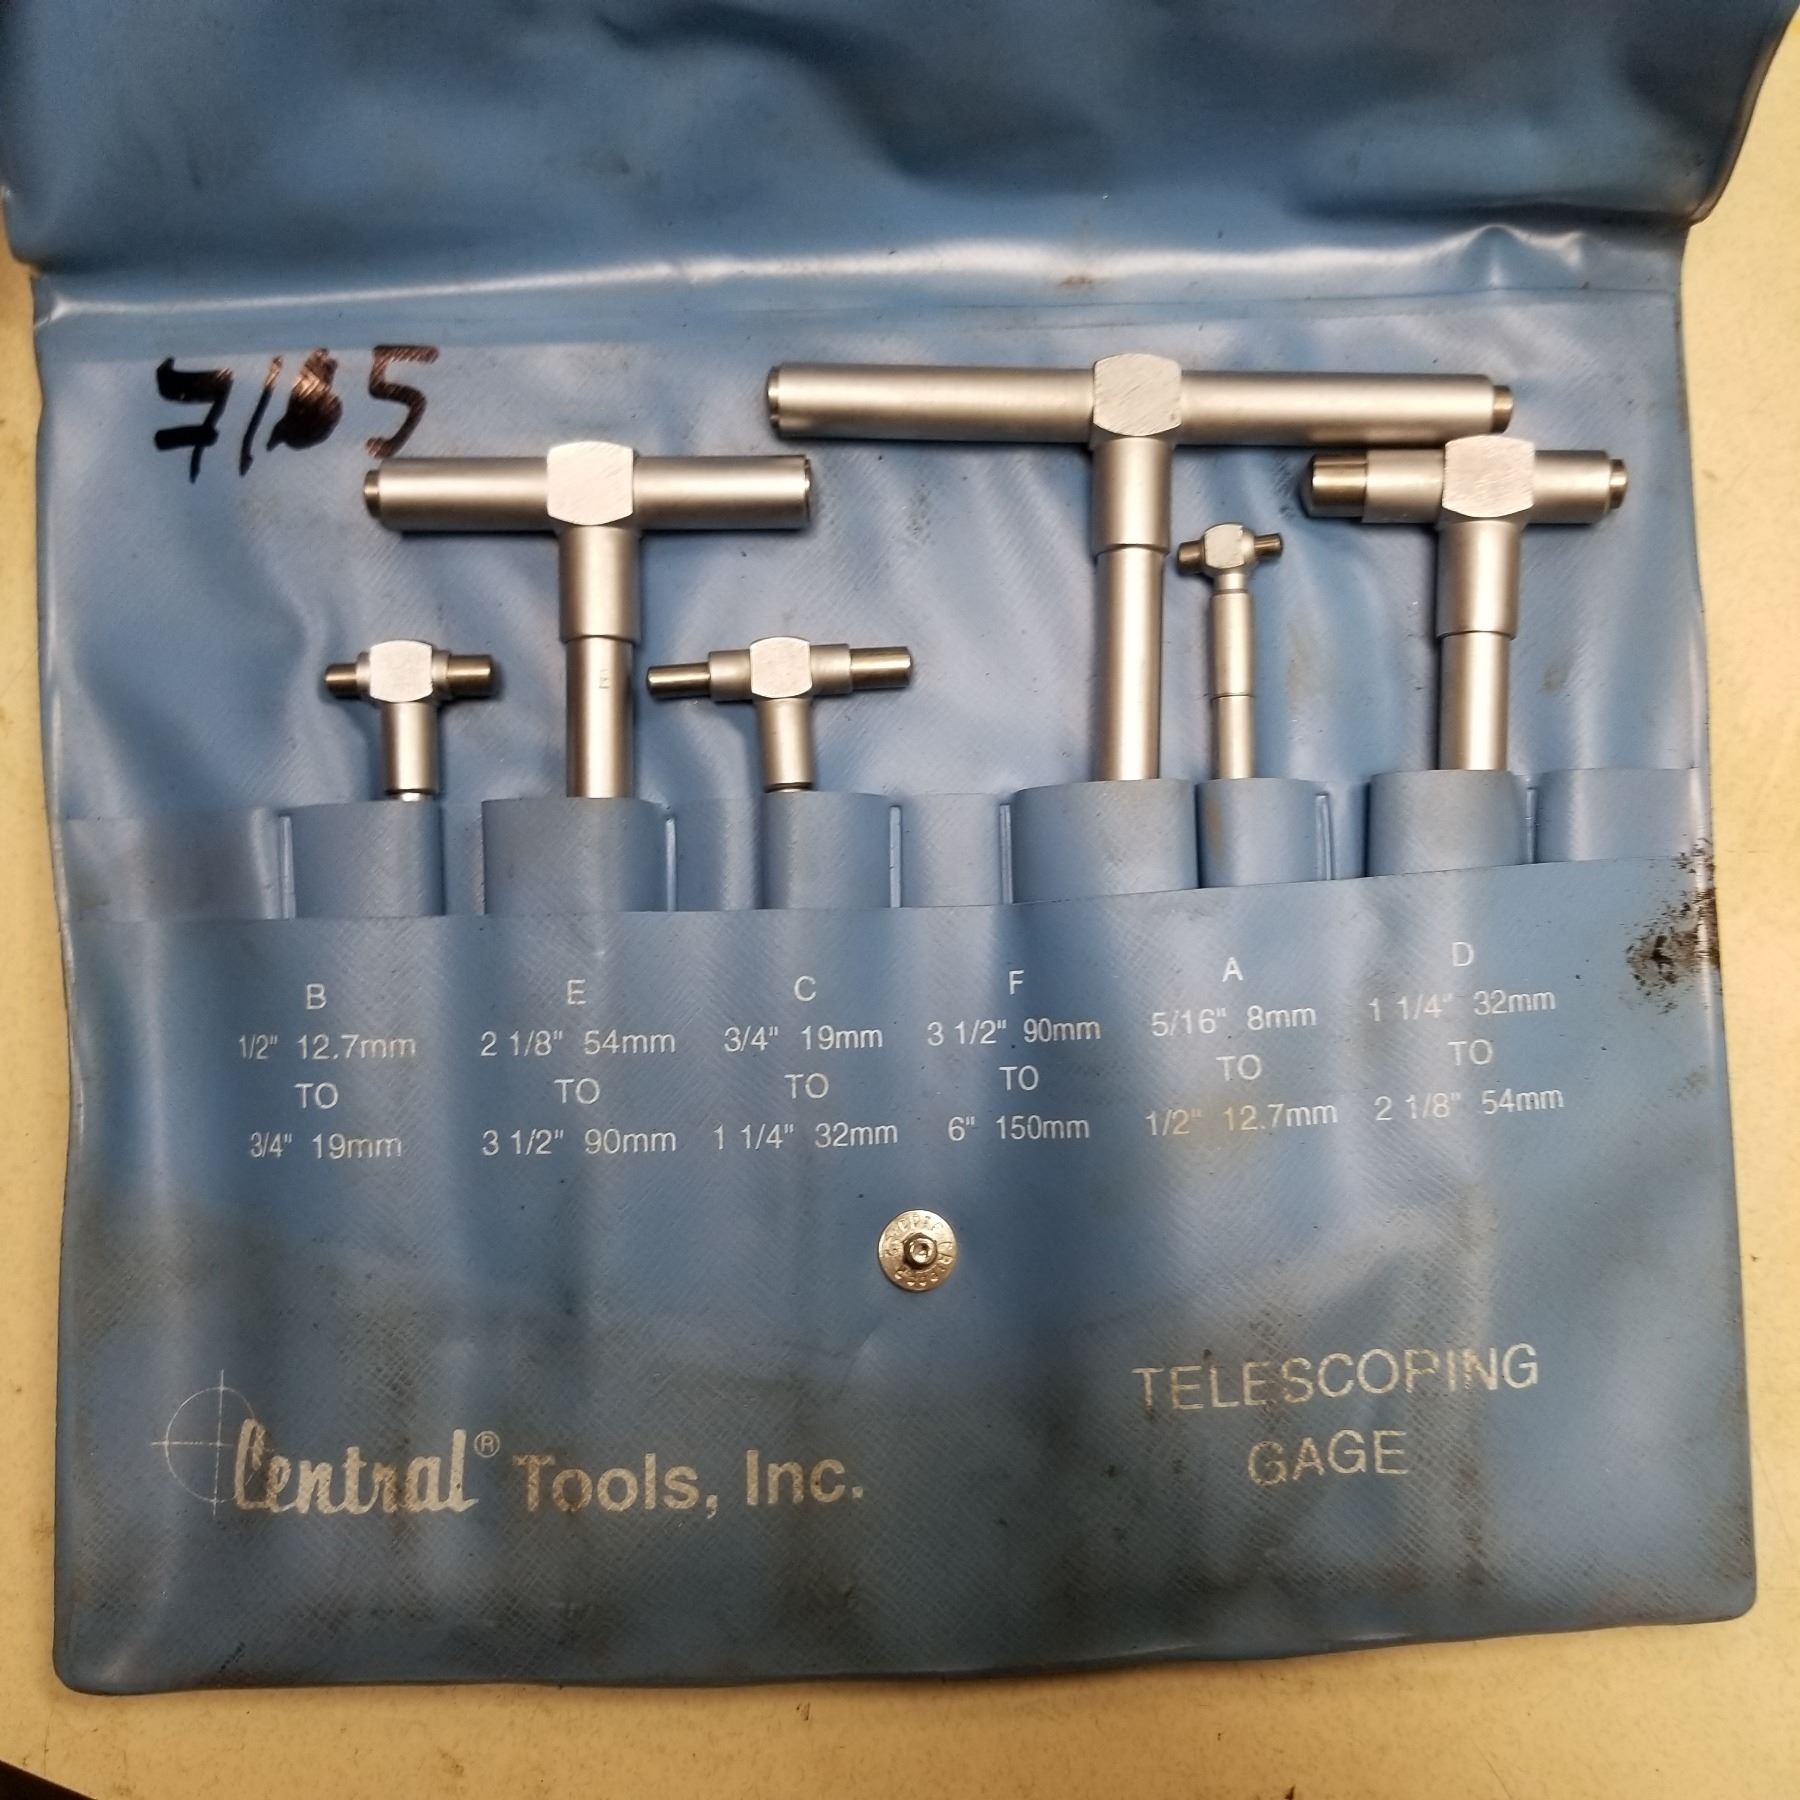 B
1/2" 12.7mm
TO
3/4" 19mm
E
2 1/8" 54mm
TO
3 1/2" 90mm
C
3/4" 19mm
TO
1 1/4" 32mm
F
3 1/2" 90mm
TO
6" 150mm
A
5/16" 8mm
TO
1/2" 12.7mm
D
1 1/4" 32mm
TO
2 1/8" 54mm
Central® Tools, Inc.
TELESCOPING
GAGE